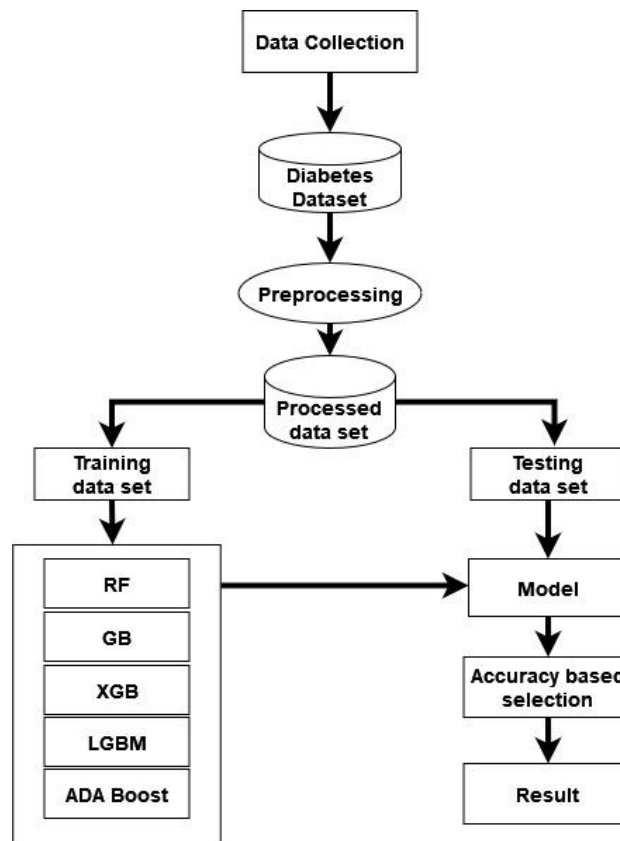 Data Collection
Diabetes
Dataset
Preprocessing
Processed
data set
Training
data set
Testing
data set
RF
GB
XGB
LGBM
ADA Boost
Model
Accuracy based
selection
Result